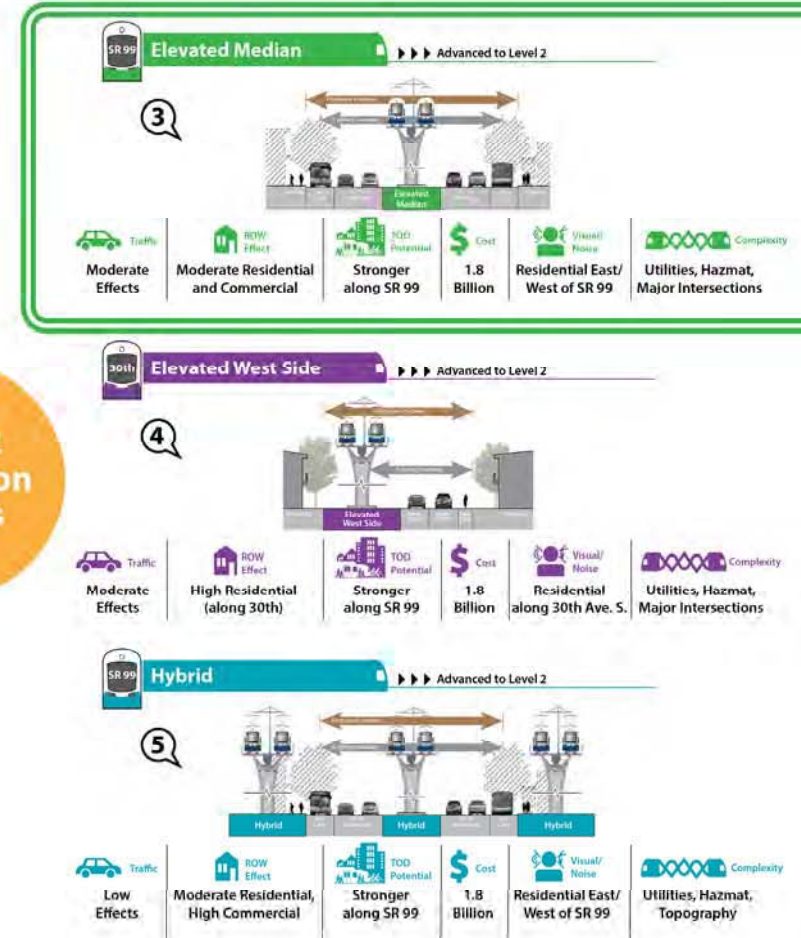 SR 99
Elevated Median
Advanced to Level 2
3
Elevated
Median
Traffic
ROW
Effect
TOD
Potential
Cost
Visual/
Noise
Complexity
Moderate
Effects
Moderate Residential
and Commercial
Stronger
along SR 99
1.8
Billion
Residential East/
West of SR 99
Utilities, Hazmat,
Major Intersections
30th
Elevated West Side
Advanced to Level 2
4
on
Elevated
West Side
Traffic
ROW
Effect
TOD
Potential
Cost
Visual/
Noise
Complexity
Moderate
Effects
High Residential
(along 30th)
Stronger
along SR 99
1.8
Billion
Residential
along 30th Ave. S.
Utilities, Hazmat,
Major Intersections
SR 99
Hybrid
Advanced to Level 2
5
Hybrid
Hybrid
Hybrid
Traffic
ROW
Effect
TOD
Potential
Cost
Visual/
Noise
Complexity
Low
Effects
Moderate Residential,
High Commercial
Stronger
along SR 99
1.8
Billion
Residential East/
West of SR 99
Utilities, Hazmat,
Topography